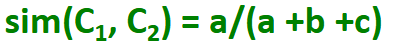 sim(C₁, C₂) = a/(a +b +c)